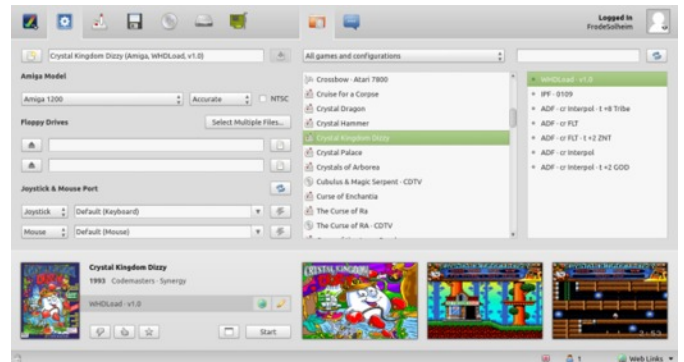 Logged in
FrodeSolheim
Crystal Kingdom Dizzy (Amiga, WHDLoad, v1.0)
Amiga Model
Amiga 1200
Accurate
NTSC
Floppy Drives
Select Multiple Files...
Joystick & Mouse Port
Joystick
Default (Keyboard)
Mouse
Default (Mouse)
All games and configurations
Crossbow · Atari 7800
Cruise for a Corpse
Crystal Dragon
Crystal Hammer
Crystal Kingdom Dizzy
Crystal Palace
Crystals of Arborea
Cubulus & Magic Serpent · CDTV
Curse of Enchantia
The Curse of Ra
The Curse of RA · CDTV
WHDLoad · v1.0
IPF · 0109
ADF · cr Interpol · t +8 Tribe
ADF · cr FLT
ADF · cr FLT · t +2 ZNT
ADF · cr Interpol
ADF · cr Interpol · t +2 GOD
Crystal Kingdom Dizzy
1993 Codemasters · Synergy
WHDLoad · v1.0
Start
CRYSTAL KINGDOM
DIZZY
1
Web Links